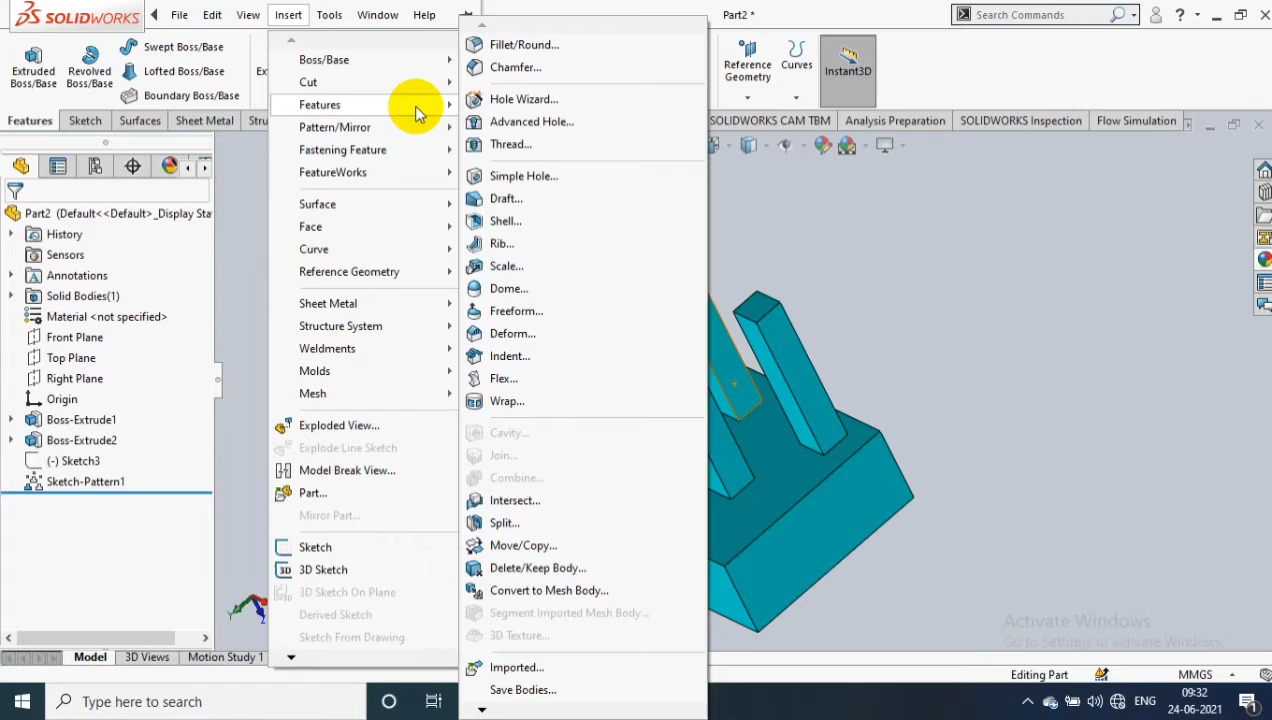 SOLIDWORKS
File Edit View Insert Tools Window Help
Part2 *
Search Commands
?
Extruded Boss/Base
Revolved Boss/Base
Swept Boss/Base
Lofted Boss/Base
Boundary Boss/Base
Reference Geometry
Curves
Instant3D
Features Sketch Surfaces Sheet Metal
SOLIDWORKS CAM TBM Analysis Preparation SOLIDWORKS Inspection Flow Simulation
Part2 (Default<<Default>_Display Sta
History
Sensors
Annotations
Solid Bodies(1)
Material <not specified>
Front Plane
Top Plane
Right Plane
Origin
Boss-Extrude1
Boss-Extrude2
(-) Sketch3
Sketch-Pattern1
Boss/Base
Cut
Features
Pattern/Mirror
Fastening Feature
FeatureWorks
Surface
Face
Curve
Reference Geometry
Sheet Metal
Structure System
Weldments
Molds
Mesh
Exploded View...
Explode Line Sketch
Model Break View...
Part...
Mirror Part...
Sketch
3D Sketch
3D Sketch On Plane
Derived Sketch
Sketch From Drawing
Fillet/Round...
Chamfer...
Hole Wizard...
Advanced Hole...
Thread...
Simple Hole...
Draft...
Shell...
Rib...
Scale...
Dome...
Freeform...
Deform...
Indent...
Flex...
Wrap...
Cavity...
Join...
Combine...
Intersect...
Split...
Move/Copy...
Delete/Keep Body...
Convert to Mesh Body...
Segment Imported Mesh Body...
3D Texture...
Imported...
Save Bodies...
Activate Windows
Go to Settings to activate Windows.
Model 3D Views Motion Study 1
Editing Part MMGS
Type here to search
ENG
09:32
24-06-2021